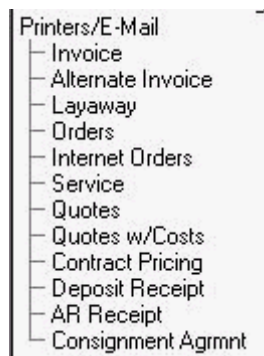 Printers/E-Mail
Invoice
Alternate Invoice
Layaway
Orders
Internet Orders
Service
Quotes
Quotes w/Costs
Contract Pricing
Deposit Receipt
AR Receipt
Consignment Agrmnt